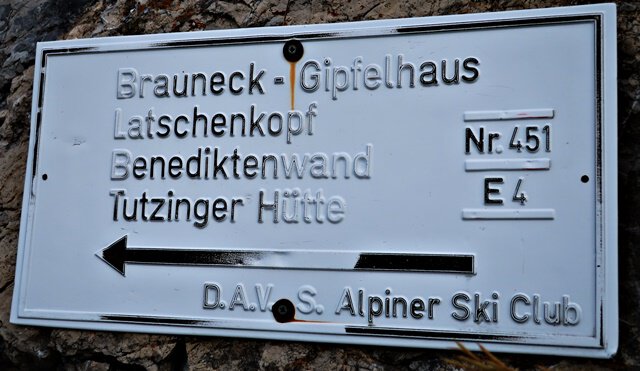 Brauneck - Gipfelhaus
Latschenkopf
Benediktenwand
Tutzinger Hütte
Nr. 451
E 4
D.A.V. S. Alpiner Ski Club